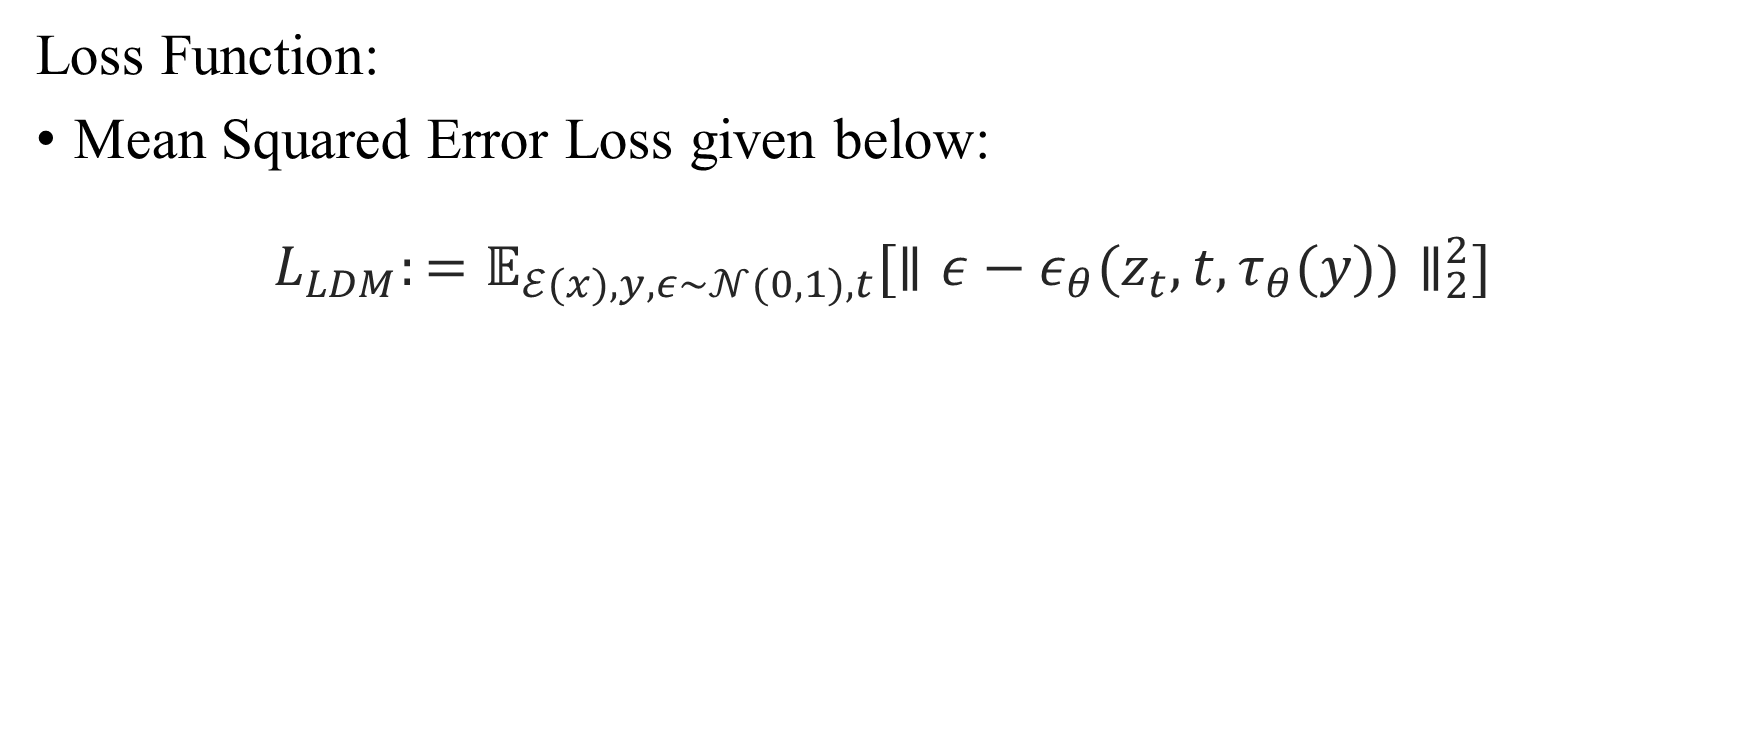 Loss Function:
• Mean Squared Error Loss given below:
L_{LDM} := 𝔼_{ℰ(x),y,ϵ∼𝒩(0,1),t}[‖ ϵ − ϵ_θ(z_t, t, τ_θ(y)) ‖_2^2]